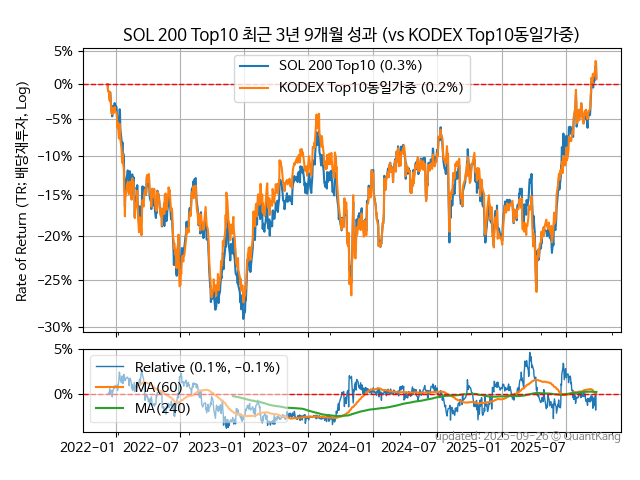 SOL 200 Top10 최근 3년 9개월 성과 (vs KODEX Top10동일가중)
Rate of Return (TR: 배당재투자, Log)
5%
0%
−5%
−10%
−15%
−20%
−25%
−30%
SOL 200 Top10 (0.3%)
KODEX Top10동일가중 (0.2%)
5%
0%
Relative (0.1%, −0.1%)
MA(60)
MA(240)
2022−01 2022−07 2023−01 2023−07 2024−01 2024−07 2025−01 2025−07
updated: 2025-09-26 © QuantKang